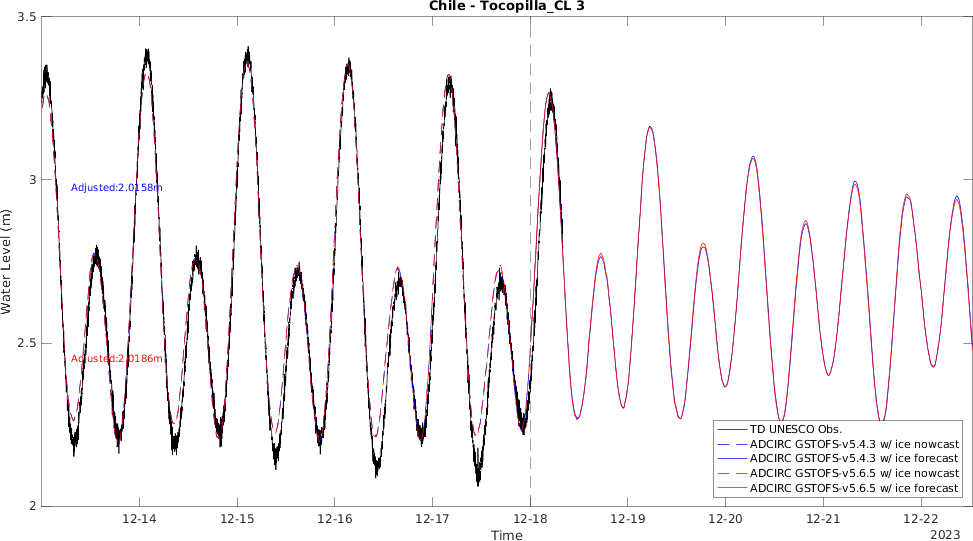 Chile - Tocopilla_CL 3
3.5
3
2.5
2
Water Level (m)
Adjusted:2.0158m
Adjusted:2.0186m
TD UNESCO Obs.
ADCIRC GSTOFS-v5.4.3 w/ ice nowcast
ADCIRC GSTOFS-v5.4.3 w/ ice forecast
ADCIRC GSTOFS-v5.6.5 w/ ice nowcast
ADCIRC GSTOFS-v5.6.5 w/ ice forecast
12-14 12-15 12-16 12-17 12-18 12-19 12-20 12-21 12-22
Time
2023